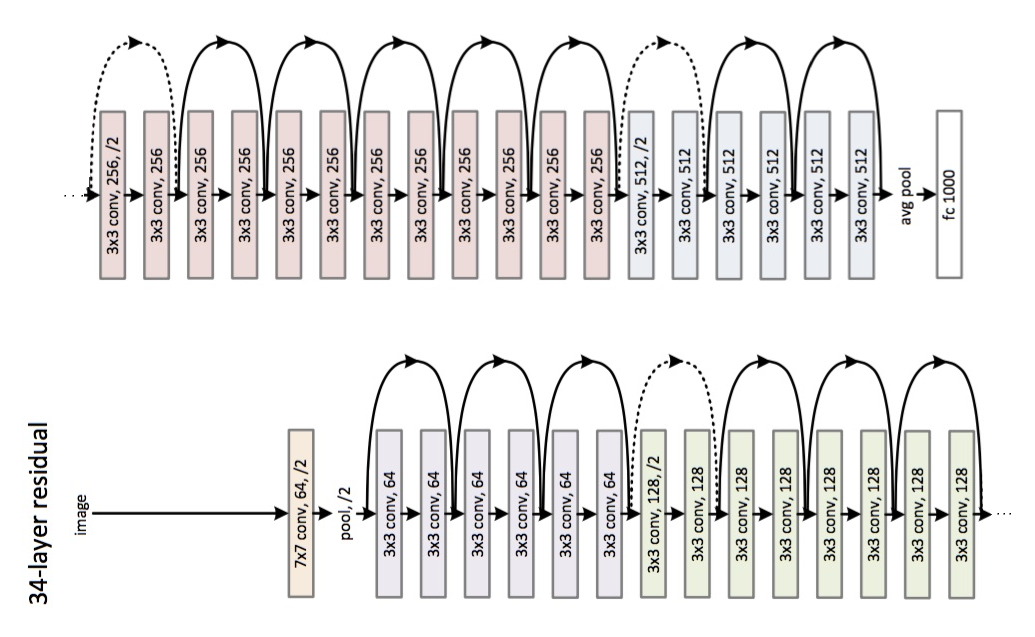 34-layer residual
image
7x7 conv, 64, /2
pool, /2
3x3 conv, 64
3x3 conv, 64
3x3 conv, 64
3x3 conv, 64
3x3 conv, 64
3x3 conv, 64
3x3 conv, 128, /2
3x3 conv, 128
3x3 conv, 128
3x3 conv, 128
3x3 conv, 128
3x3 conv, 128
3x3 conv, 128
3x3 conv, 128
...
...
3x3 conv, 256, /2
3x3 conv, 256
3x3 conv, 256
3x3 conv, 256
3x3 conv, 256
3x3 conv, 256
3x3 conv, 256
3x3 conv, 256
3x3 conv, 256
3x3 conv, 256
3x3 conv, 256
3x3 conv, 256
3x3 conv, 512, /2
3x3 conv, 512
3x3 conv, 512
3x3 conv, 512
3x3 conv, 512
3x3 conv, 512
avg pool
fc 1000